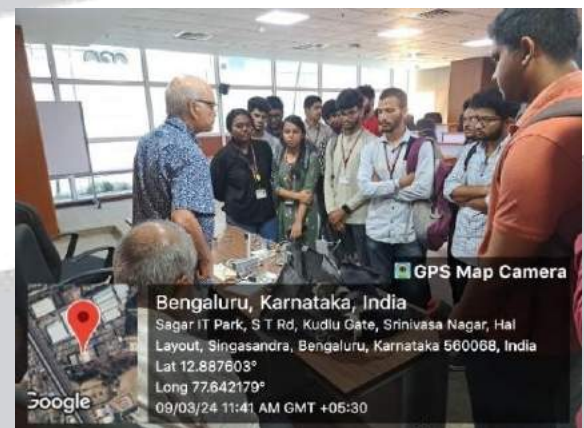 GPS Map Camera
Bengaluru, Karnataka, India
Sagar IT Park, S T Rd, Kudlu Gate, Srinivasa Nagar, Hal
Layout, Singasandra, Bengaluru, Karnataka 560068, India
Lat 12.887603°
Long 77.642179°
09/03/24 11:41 AM GMT +05:30
Google